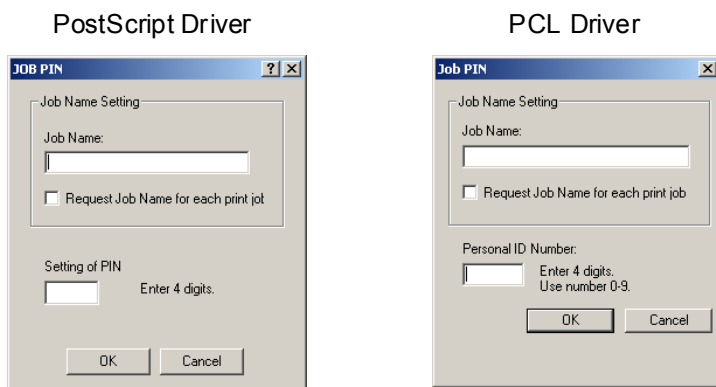 PostScript Driver
JOB PIN
Job Name Setting
Job Name:
Request Job Name for each print job
Setting of PIN
Enter 4 digits.
OK
Cancel
PCL Driver
Job PIN
Job Name Setting
Job Name:
Request Job Name for each print job
Personal ID Number:
Enter 4 digits.
Use number 0-9.
OK
Cancel